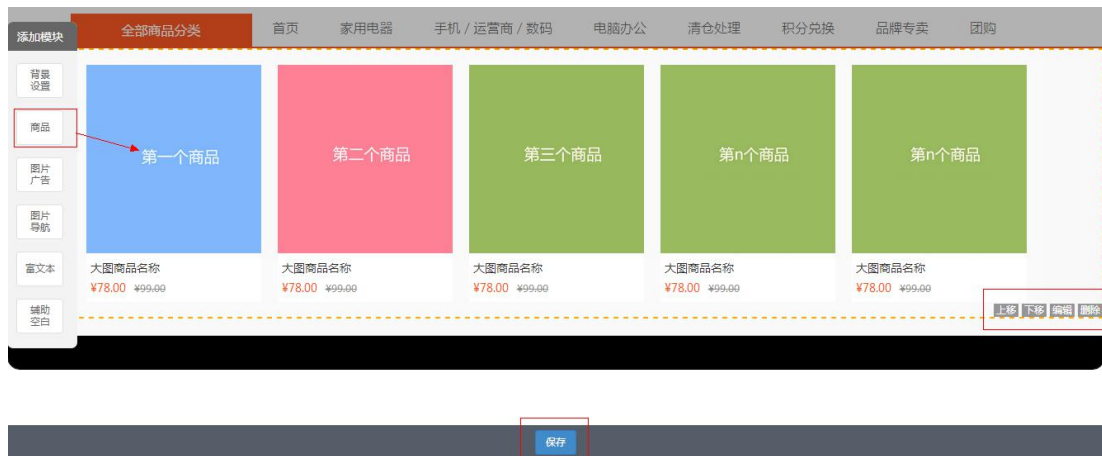 添加模块
全部商品分类 首页 家用电器 手机 / 运营商 / 数码 电脑办公 清仓处理 积分兑换 品牌专卖 团购
背景
设置
商品
图片
广告
图片
导航
富文本
辅助
空白
第一个商品 第二个商品 第三个商品 第n个商品 第n个商品
大图商品名称 大图商品名称 大图商品名称 大图商品名称 大图商品名称
¥78.00 ¥99.00 ¥78.00 ¥99.00 ¥78.00 ¥99.00 ¥78.00 ¥99.00 ¥78.00 ¥99.00
上移 下移 编辑 删除
保存